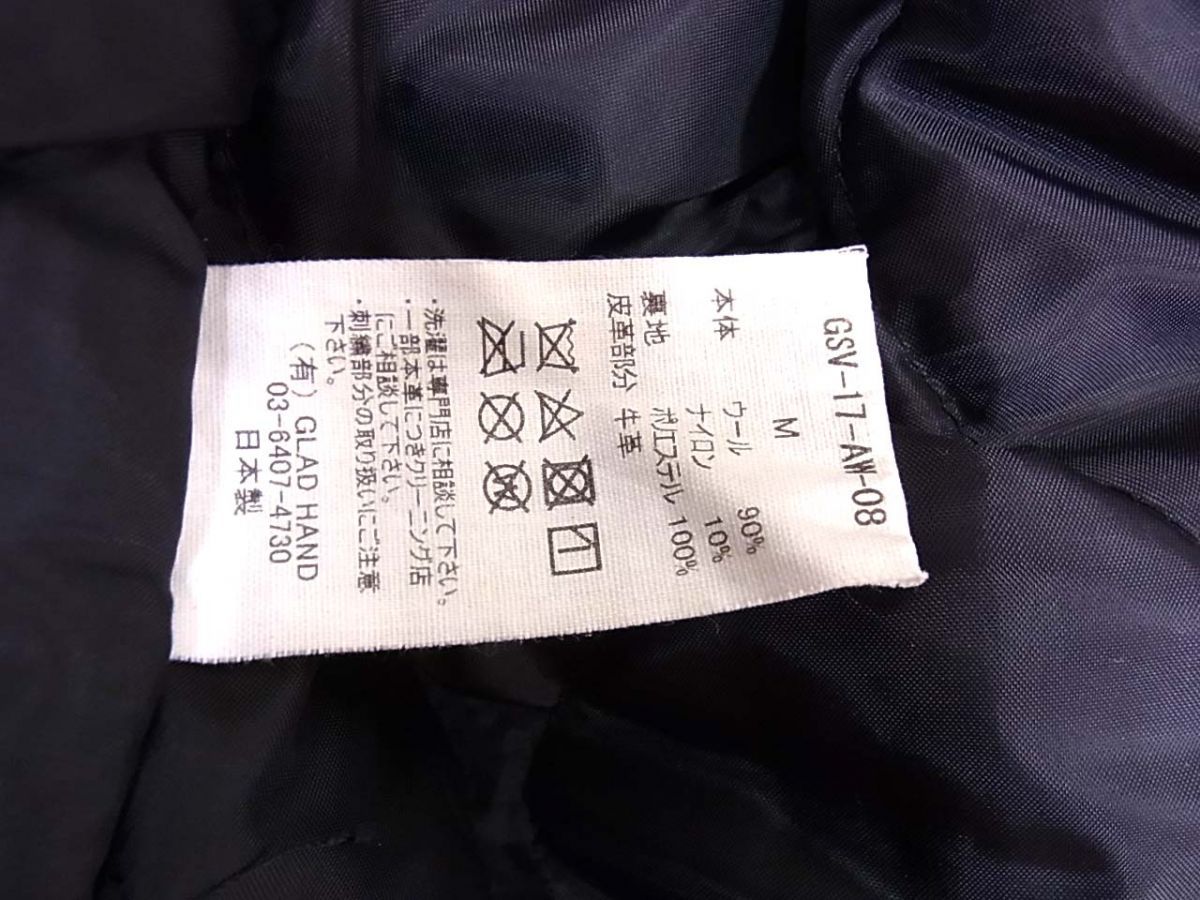 GSV-17-AW-08
M
本体 ウール 90%
ナイロン 10%
裏地 ポリエステル 100%
皮革部分 牛革
・洗濯は専門店に相談して下さい。
・一部本革につきクリーニング店
にご相談して下さい。
・刺繍部分の取り扱いにご注意
下さい。
(有) GLAD HAND
03-6407-4730
日本製